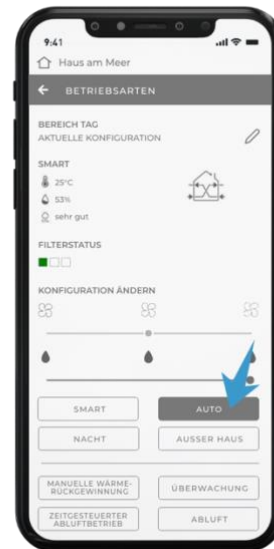 9:41
Haus am Meer
BETRIEBSARTEN
BEREICH TAG
AKTUELLE KONFIGURATION
SMART
25°C
53%
sehr gut
FILTERSTATUS
KONFIGURATION ÄNDERN
SMART
AUTO
NACHT
AUSSER HAUS
MANUELLE WÄRME-
RÜCKGEWINNUNG
ÜBERWACHUNG
ZEITGESTEUERTER
ABLUFTBETRIEB
ABLUFT